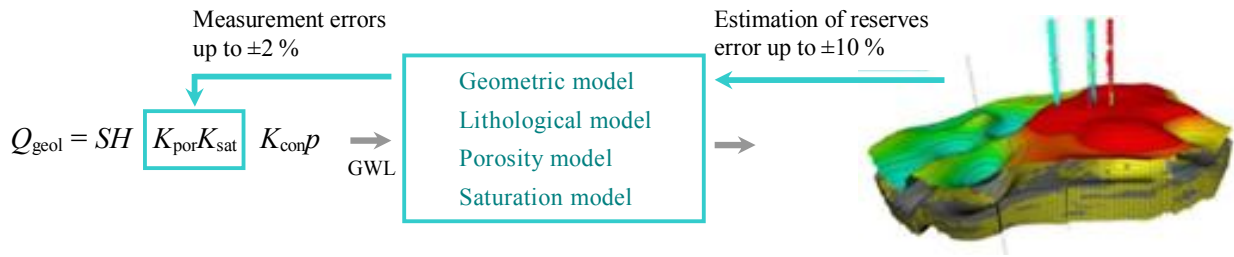 Measurement errors
up to ±2 %
Estimation of reserves
error up to ±10 %
Q_geol = SH K_por K_sat K_con p
GWL
Geometric model
Lithological model
Porosity model
Saturation model